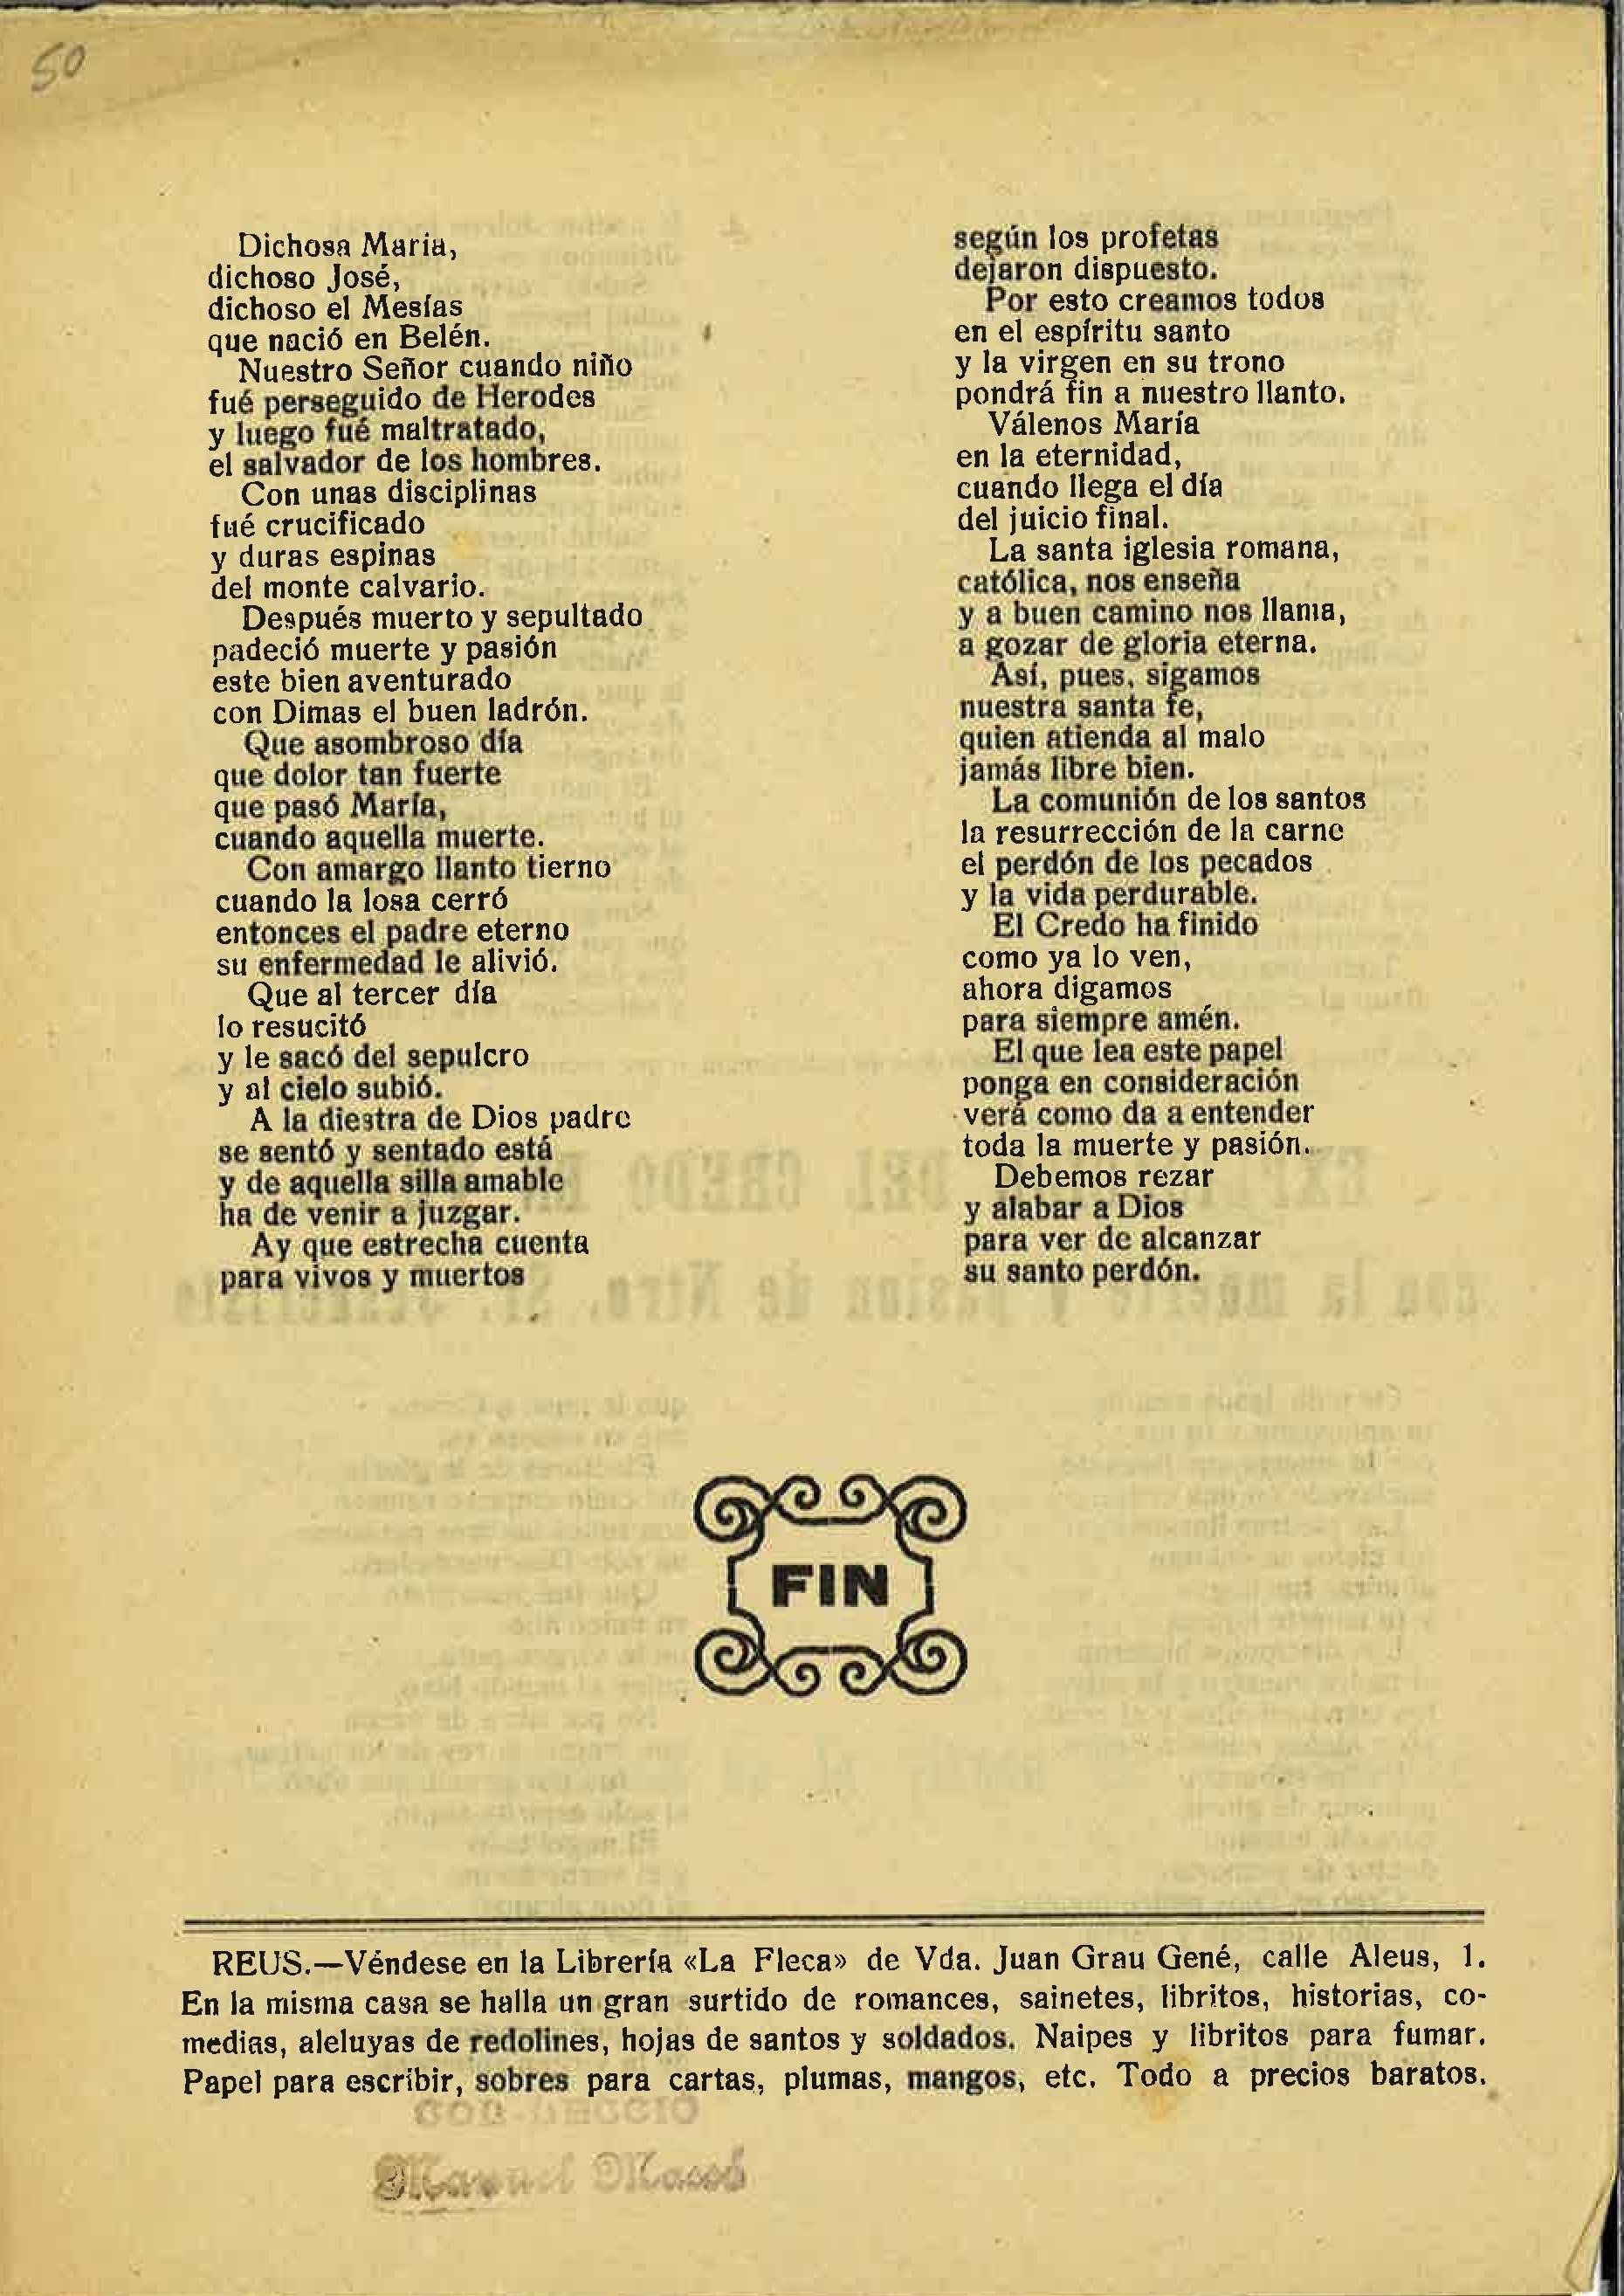 50
Dichosa Maria,
dichoso José,
dichoso el Mesías
que nació en Belén.
Nuestro Señor cuando niño
fué perseguido de Herodes
y luego fué maltratado,
el salvador de los hombres.
Con unas disciplinas
fué crucificado
y duras espinas
del monte calvario.
Después muerto y sepultado
padeció muerte y pasión
este bien aventurado
con Dimas el buen ladrón.
Que asombroso día
que dolor tan fuerte
que pasó María,
cuando aquella muerte.
Con amargo llanto tierno
cuando la losa cerró
entonces el padre eterno
su enfermedad le alivió.
Que al tercer día
lo resucitó
y le sacó del sepulcro
y al cielo subió.
A la diestra de Dios padre
se sentó y sentado está
y de aquella silla amable
ha de venir a juzgar.
Ay que estrecha cuenta
para vivos y muertos
según los profetas
dejaron dispuesto.
Por esto creamos todos
en el espíritu santo
y la virgen en su trono
pondrá fin a nuestro llanto.
Válenos María
en la eternidad,
cuando llega el día
del juicio final.
La santa iglesia romana,
católica, nos enseña
y a buen camino nos llama,
a gozar de gloria eterna.
Así, pues, sigamos
nuestra santa fe,
quien atienda al malo
jamás libre bien.
La comunión de los santos
la resurrección de la carne
el perdón de los pecados
y la vida perdurable.
El Credo ha finido
como ya lo ven,
ahora digamos
para siempre amén.
El que lea este papel
ponga en consideración
verá como da a entender
toda la muerte y pasión.
Debemos rezar
y alabar a Dios
para ver de alcanzar
su santo perdón.
FIN
REUS.—Véndese en la Librería «La Fleca» de Vda. Juan Grau Gené, calle Aleus, 1.
En la misma casa se halla un gran surtido de romances, sainetes, libritos, historias, co-
medias, aleluyas de redolines, hojas de santos y soldados. Naipes y libritos para fumar.
Papel para escribir, sobres para cartas, plumas, mangos, etc. Todo a precios baratos.
Manuel